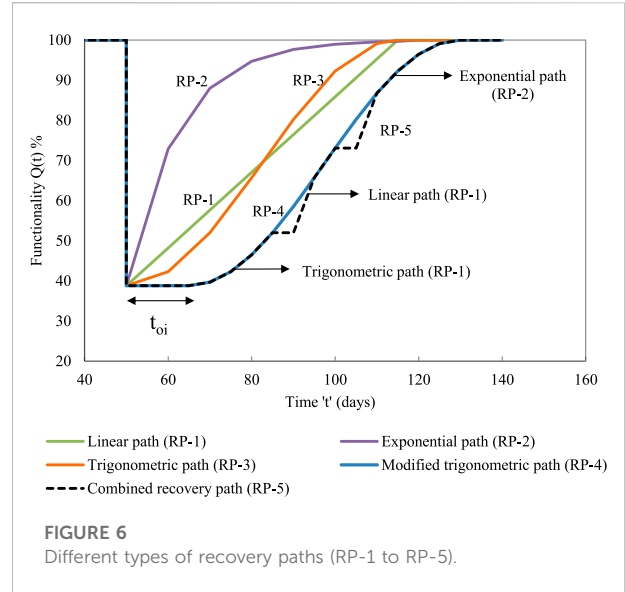 Functionality Q(t) %
100
90
80
70
60
50
40
30
20
40
60
80
100
120
140
160
Time 't' (days)
RP-2
RP-3
Exponential path
(RP-2)
RP-5
RP-1
Linear path (RP-1)
RP-4
Trigonometric path (RP-1)
toi
Linear path (RP-1)
Exponential path (RP-2)
Trigonometric path (RP-3)
Modified trigonometric path (RP-4)
Combined recovery path (RP-5)
FIGURE 6
Different types of recovery paths (RP-1 to RP-5).